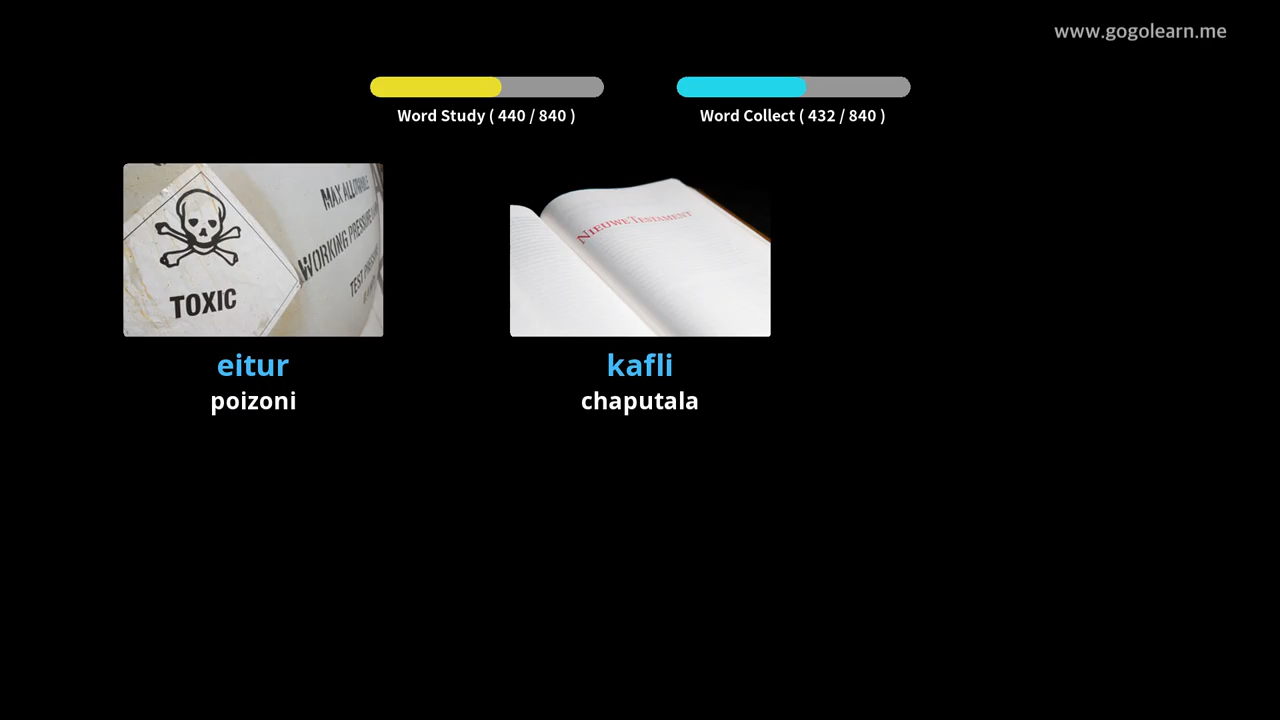 www.gogolearn.me
Word Study ( 440 / 840 )
Word Collect ( 432 / 840 )
TOXIC
MAX ALLOWABLE
WORKING PRESSURE
TEST
NIEUWE TESTAMENT
eitur
poizoni
kafli
chaputala